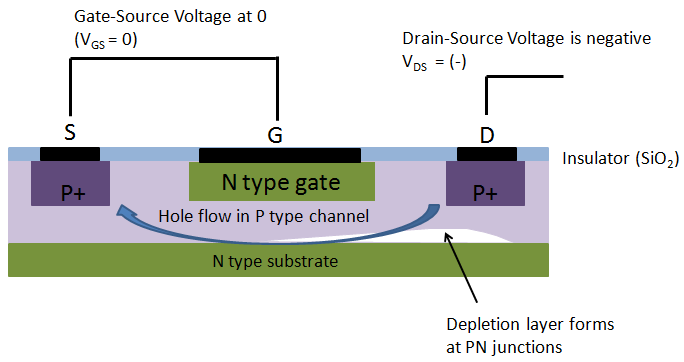 Gate-Source Voltage at 0
(VGS = 0)
Drain-Source Voltage is negative
VDS = (-)
S
G
D
Insulator (SiO2)
P+
N type gate
P+
Hole flow in P type channel
N type substrate
Depletion layer forms
at PN junctions